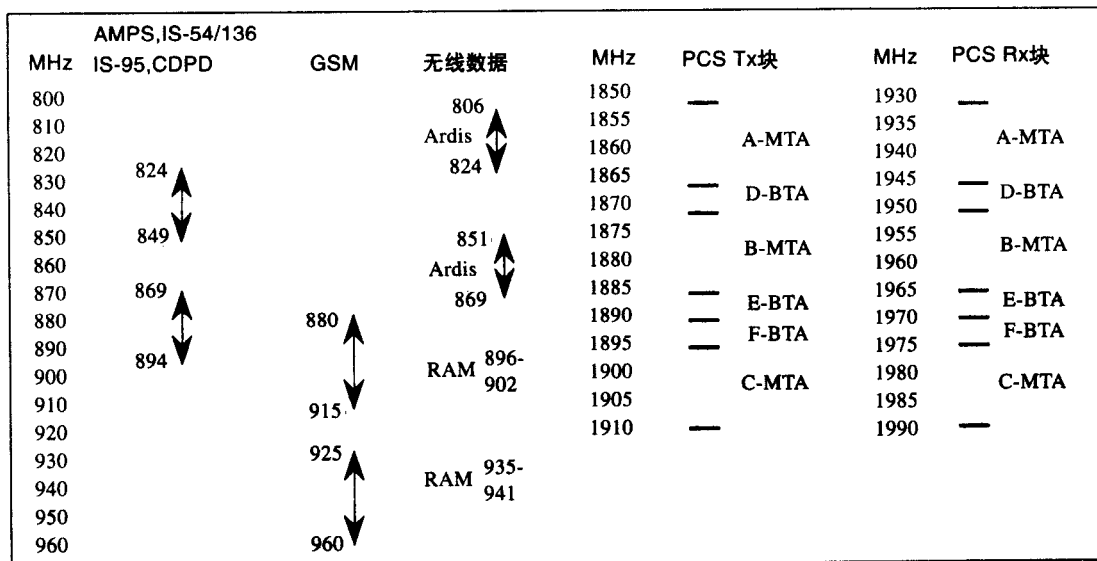 AMPS,IS-54/136
MHz IS-95,CDPD GSM 无线数据 MHz PCS Tx块 MHz PCS Rx块
800 806 1850 1930
810 Ardis 1855 A-MTA 1935 A-MTA
820 824 824 1860 1940
830 1865 D-BTA 1945 D-BTA
840 1870 1950
850 849 851 1875 B-MTA 1955 B-MTA
860 Ardis 1880 1960
870 869 869 1885 E-BTA 1965 E-BTA
880 880 1890 F-BTA 1970 F-BTA
890 894 RAM 896- 1895 1975
900 902 1900 C-MTA 1980 C-MTA
910 915 1905 1985
920 1910 1990
930 925 RAM 935-
940 941
950
960 960